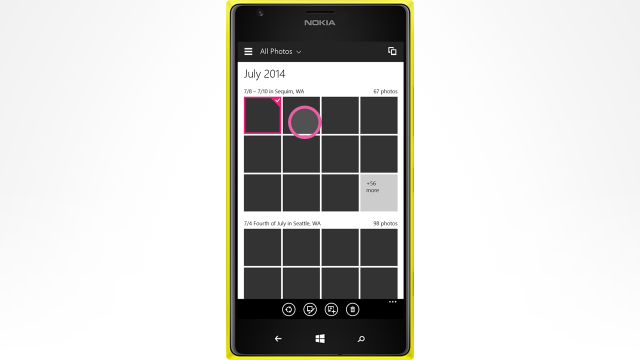 NOKIA
All Photos
July 2014
7/8 – 7/10 in Sequim, WA 67 photos
+56
more
7/4 Fourth of July in Seattle, WA 98 photos